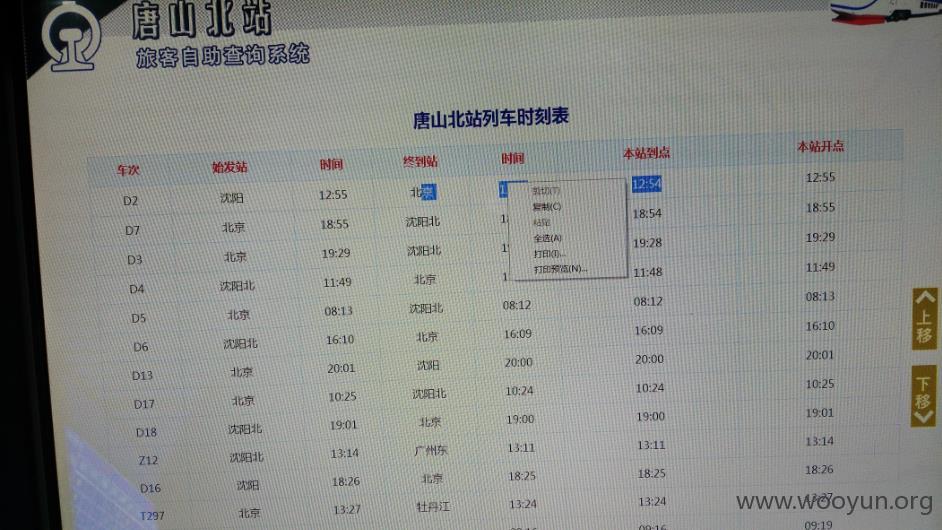 唐山北站
旅客自助查询系统
唐山北站列车时刻表
车次 始发站 时间 终到站 时间 本站到点 本站开点
D2 沈阳 12:55 北京 12:54 12:55
D7 北京 18:55 沈阳北 18:54 18:55
D3 北京 19:29 沈阳北 19:28 19:29
D4 沈阳北 11:49 北京 11:48 11:49
D5 北京 08:13 沈阳北 08:12 08:12 08:13
D6 沈阳北 16:10 北京 16:09 16:09 16:10
D13 北京 20:01 沈阳 20:00 20:00 20:01
D17 北京 10:25 沈阳北 10:24 10:24 10:25
D18 沈阳北 19:01 北京 19:00 19:00 19:01
Z12 沈阳北 13:14 广州东 13:11 13:11 13:14
D16 沈阳 18:26 北京 18:25 18:25 18:26
T297 北京 13:27 牡丹江 13:24 13:24 13:27
09:16 09:16 09:19
剪切(T)
复制(C)
粘贴
全选(A)
打印(I)...
打印预览(N)...
上移
下移
www.wooyun.org